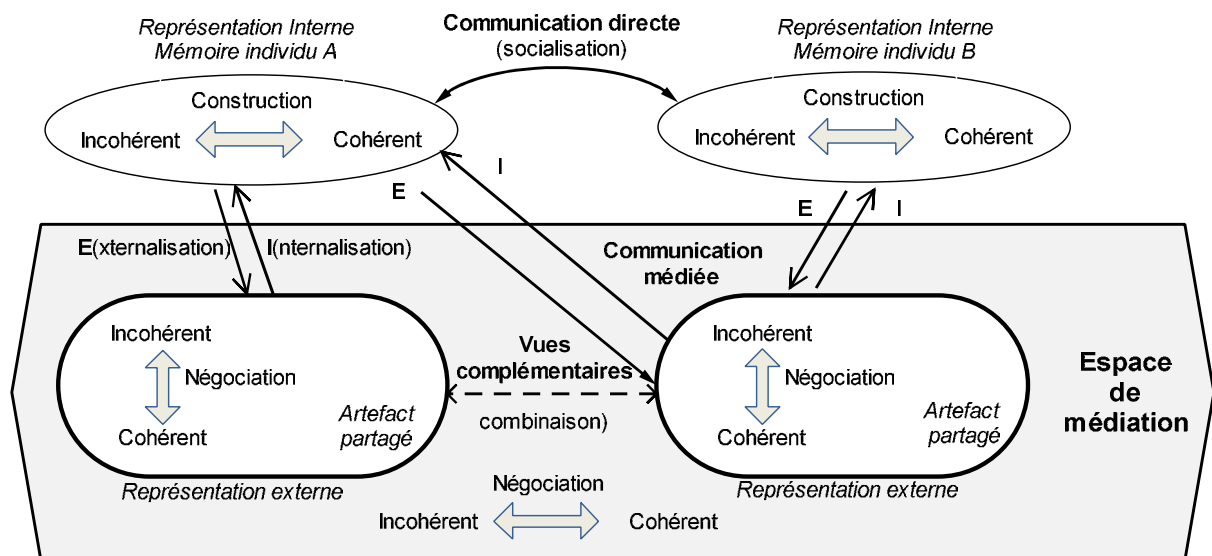 Représentation Interne
Mémoire individu A
Communication directe
(socialisation)
Représentation Interne
Mémoire individu B
Construction
Incohérent
Cohérent
Construction
Incohérent
Cohérent
I
E
E
I
E(xternalisation)
I(nternalisation)
Communication
médiée
Incohérent
Négociation
Cohérent
Artefact
partagé
Représentation externe
Vues
complémentaires
combinaison)
Incohérent
Négociation
Cohérent
Artefact
partagé
Représentation externe
Espace
de
médiation
Négociation
Incohérent
Cohérent